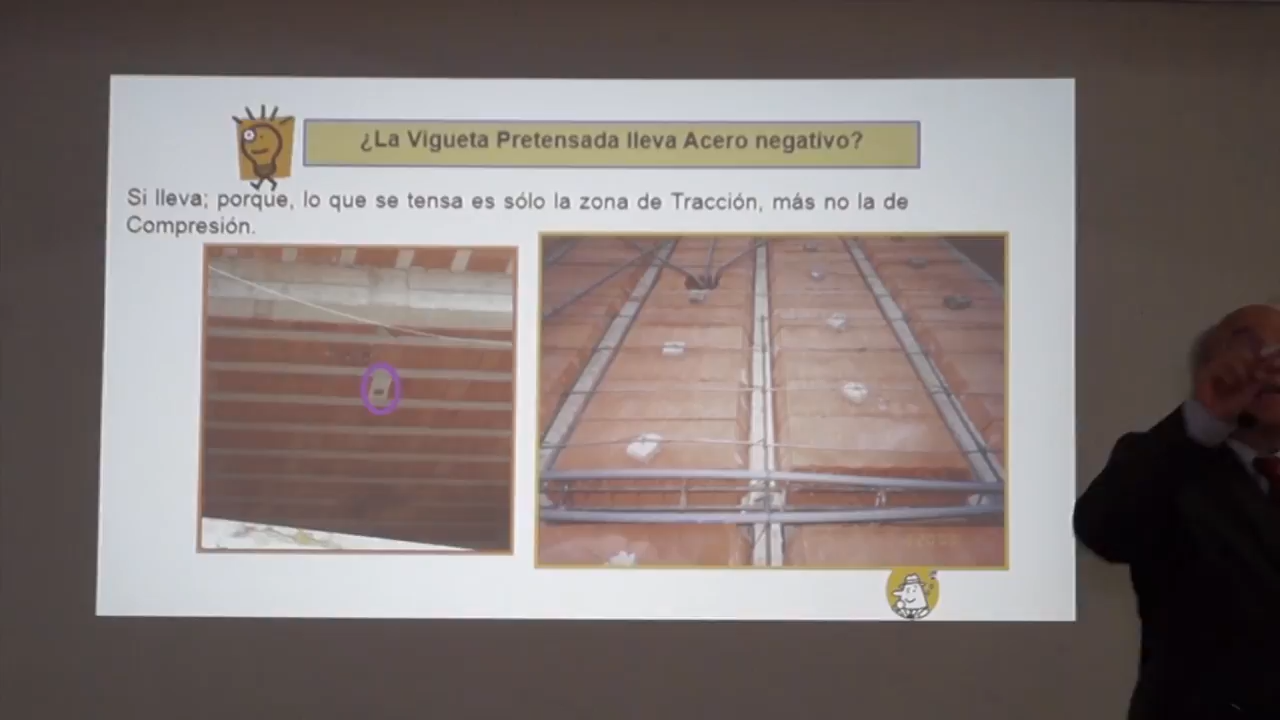 ¿La Vigueta Pretensada lleva Acero negativo?
Si lleva; porque, lo que se tensa es sólo la zona de Tracción, más no la de
Compresión.